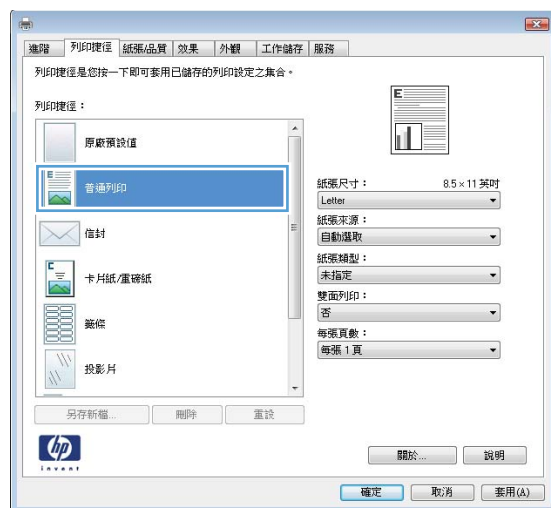 進階 列印捷徑 紙張/品質 效果 外觀 工作儲存 服務
列印捷徑是您按一下即可套用已儲存的列印設定之集合。
列印捷徑：
原廠預設值
普通列印
信封
卡片紙/重磅紙
籤條
投影片
E
E
C
E
紙張尺寸： 8.5 × 11 英吋
Letter
紙張來源：
自動選取
紙張類型：
未指定
雙面列印：
否
每張頁數：
每張 1 頁
另存新檔... 刪除 重設
hp
invent
關於... 說明
確定 取消 套用(A)